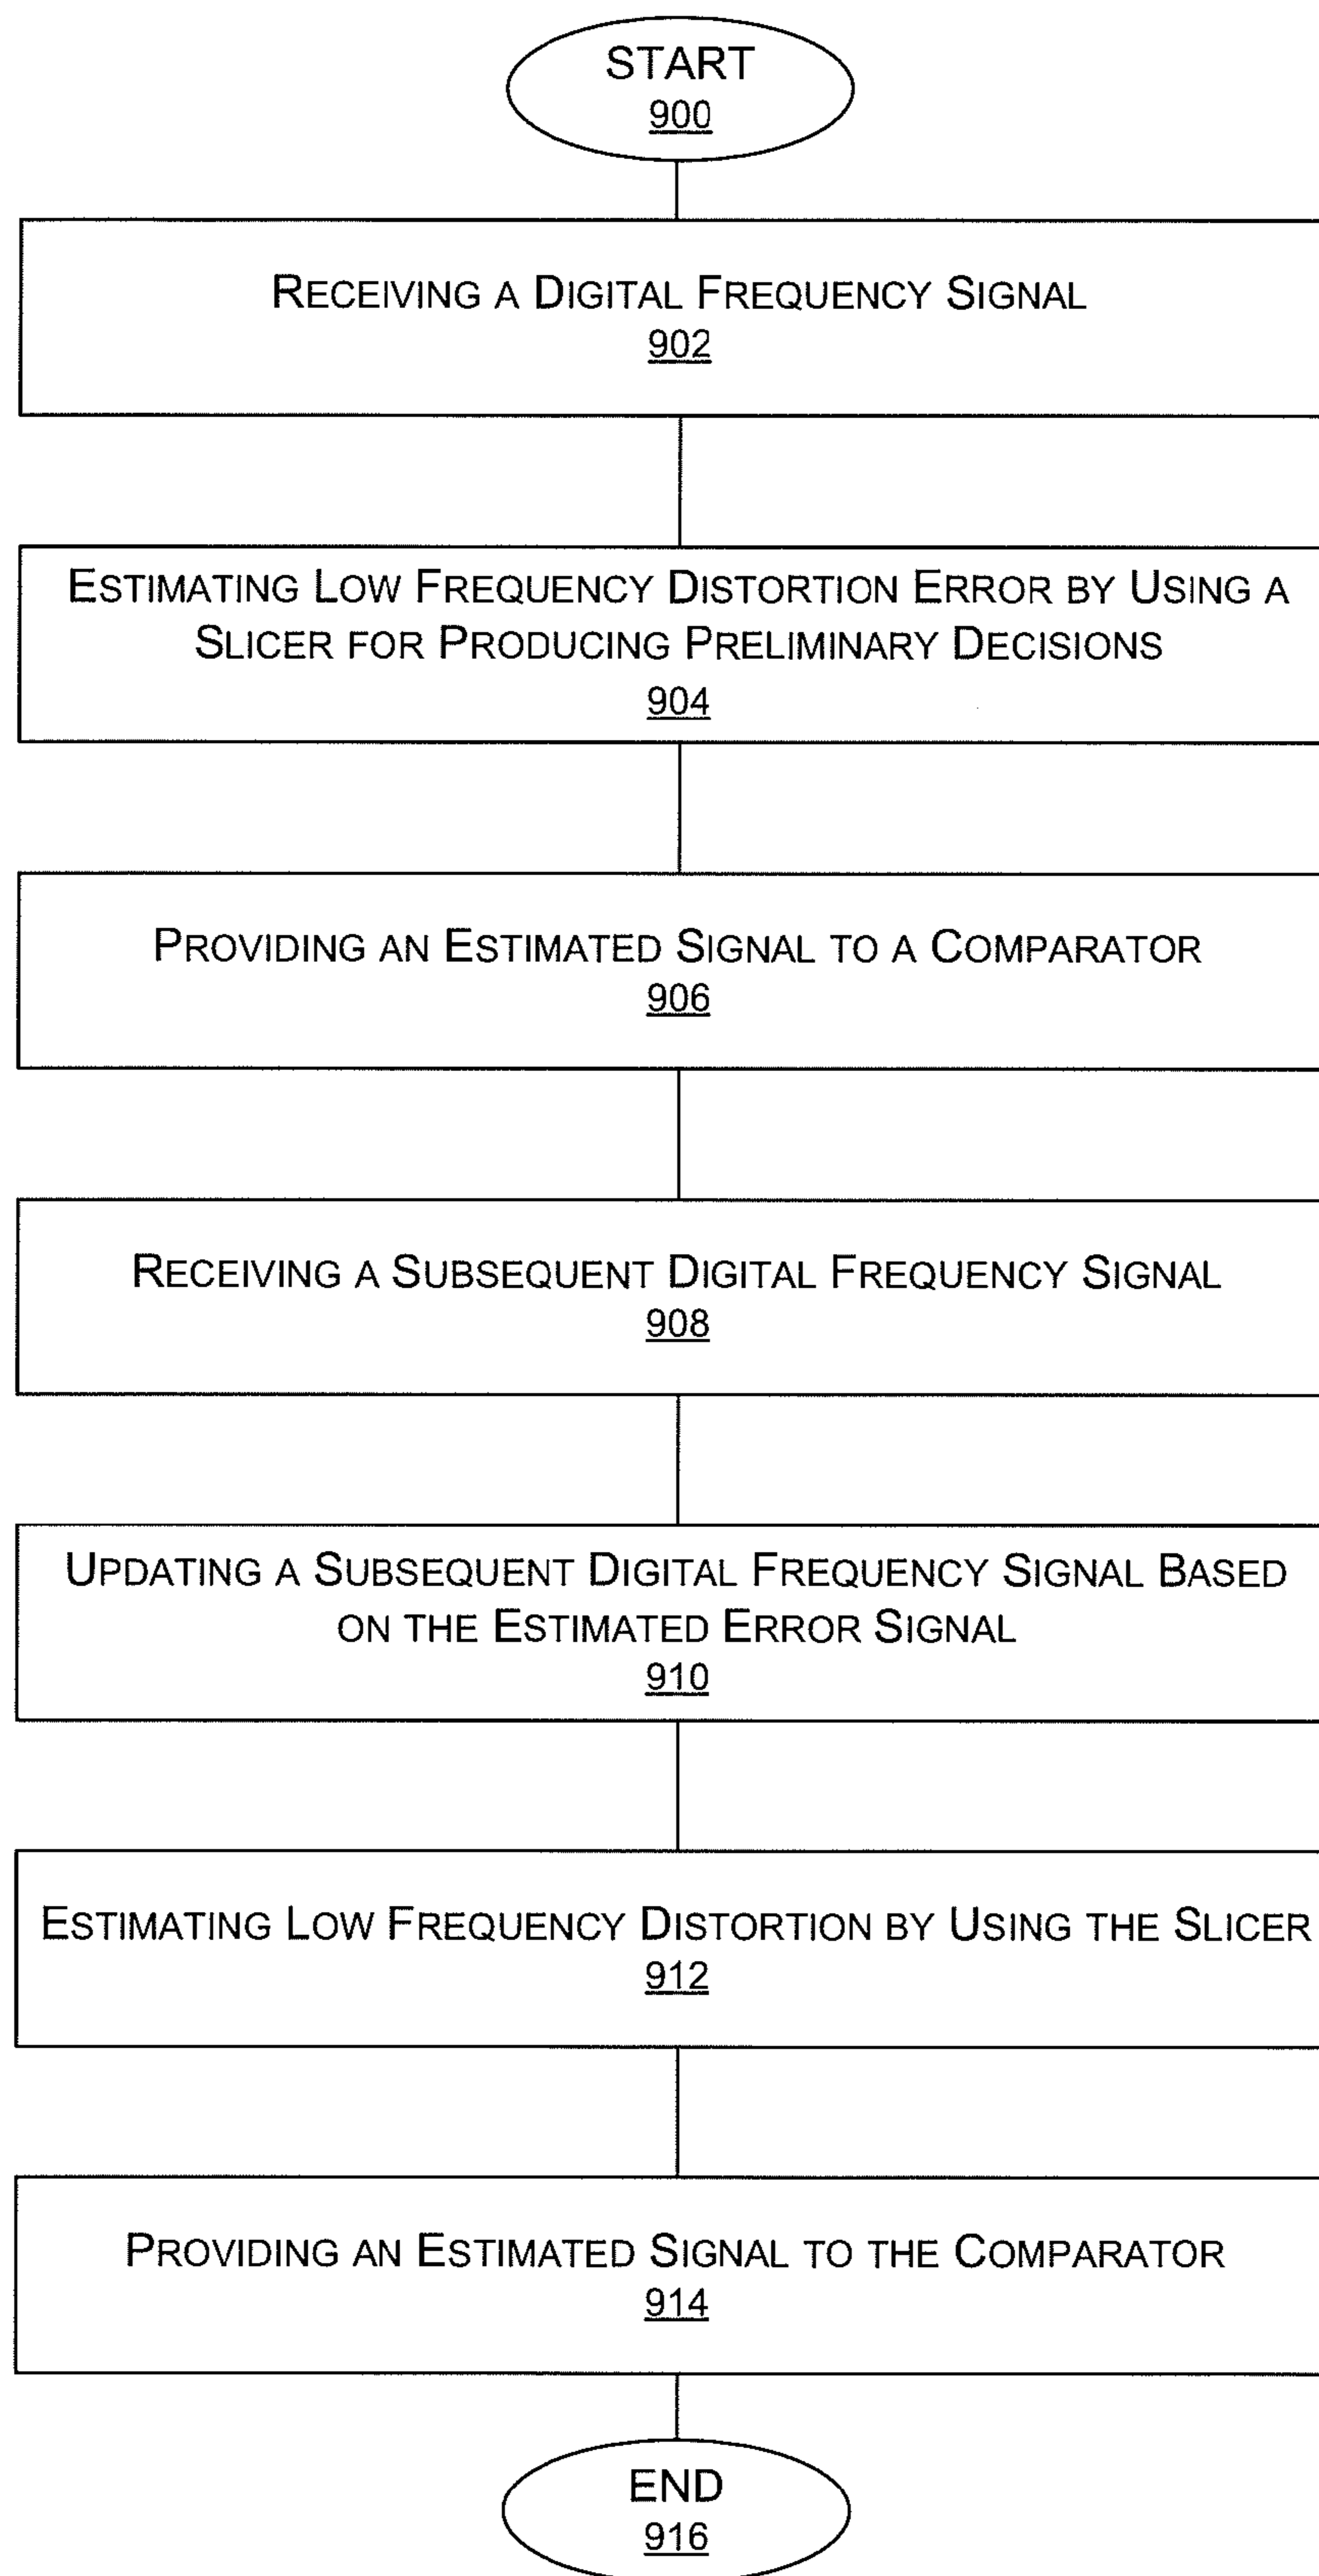 START
900
RECEIVING A DIGITAL FREQUENCY SIGNAL
902
ESTIMATING LOW FREQUENCY DISTORTION ERROR BY USING A
SLICER FOR PRODUCING PRELIMINARY DECISIONS
904
PROVIDING AN ESTIMATED SIGNAL TO A COMPARATOR
906
RECEIVING A SUBSEQUENT DIGITAL FREQUENCY SIGNAL
908
UPDATING A SUBSEQUENT DIGITAL FREQUENCY SIGNAL BASED
ON THE ESTIMATED ERROR SIGNAL
910
ESTIMATING LOW FREQUENCY DISTORTION BY USING THE SLICER
912
PROVIDING AN ESTIMATED SIGNAL TO THE COMPARATOR
914
END
916